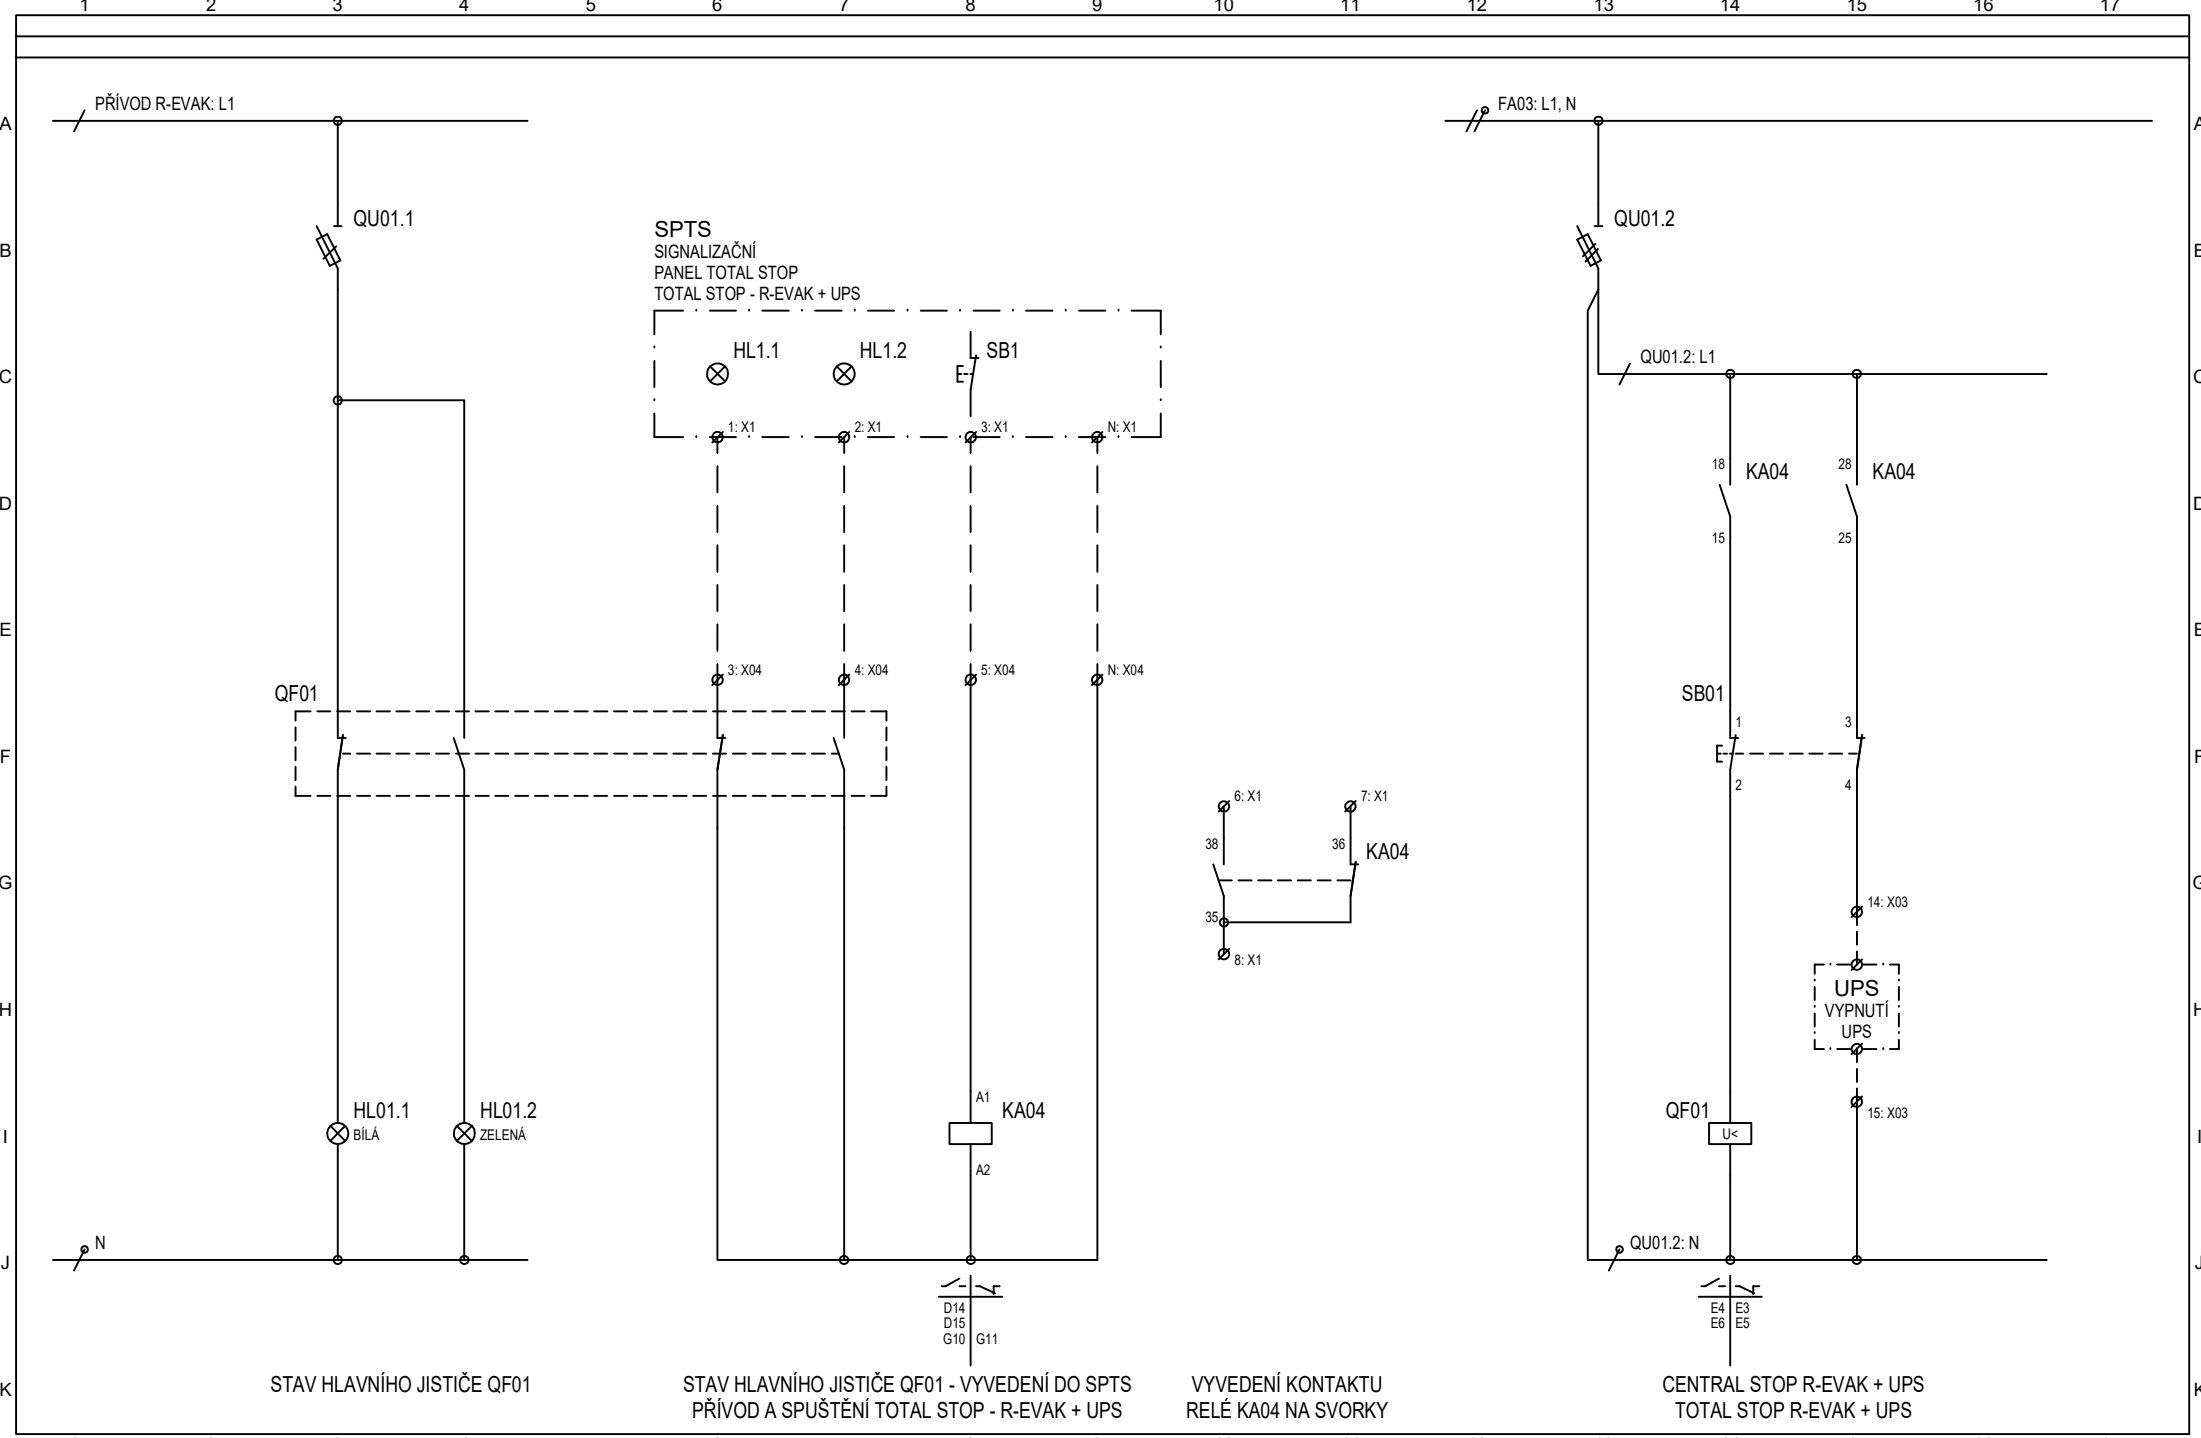 1 2 3 4 5 6 7 8 9 10 11 12 13 14 15 16 17
A
PŘÍVOD R-EVAK: L1
FA03: L1, N
A
B
QU01.1
QU01.2
SPTS
SIGNALIZAČNÍ
PANEL TOTAL STOP
TOTAL STOP - R-EVAK + UPS
C
HL1.1
HL1.2
SB1
QU01.2: L1
1: X1
2: X1
3: X1
N: X1
D
18
KA04
28
KA04
15
25
E
3: X04
4: X04
5: X04
N: X04
QF01
SB01
1
3
F
2
4
6: X1
7: X1
38
36
KA04
G
35
8: X1
14: X03
UPS
VYPNUTÍ
UPS
H
HL01.1
BÍLÁ
HL01.2
ZELENÁ
A1
KA04
A2
QF01
U<
15: X03
I
I
N
QU01.2: N
J
J
D14
D15
G10 G11
E4 E3
E6 E5
K
STAV HLAVNÍHO JISTIČE QF01
STAV HLAVNÍHO JISTIČE QF01 - VYVEDENÍ DO SPTS
PŘÍVOD A SPUŠTĚNÍ TOTAL STOP - R-EVAK + UPS
VYVEDENÍ KONTAKTU
RELÉ KA04 NA SVORKY
CENTRAL STOP R-EVAK + UPS
TOTAL STOP R-EVAK + UPS